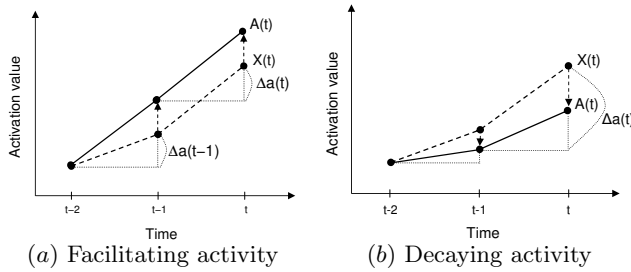 A(t)
X(t)
Δa(t)
Δa(t−1)
Activation value
t−2
t−1
t
Time
(a) Facilitating activity
X(t)
A(t)
Δa(t)
Activation value
t-2
t-1
t
Time
(b) Decaying activity